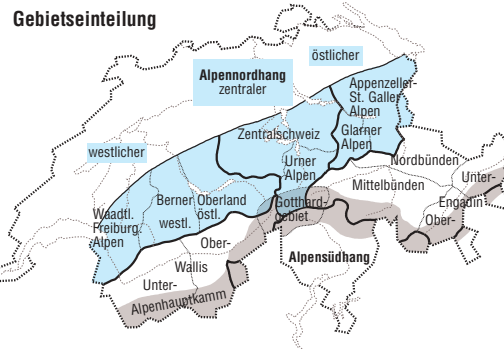 Gebietseinteilung
östlicher
Alpennordhang
zentraler
westlicher
Appenzeller-
St. Galler
Alpen
Glarner
Alpen
Zentralschweiz
Urner
Alpen
Nordbünden
Mittelbünden
Unter-
Engadin
Ober-
Gotthard-
gebiet
Berner Oberland
westl.
östl.
Waadtl.
Freiburg.
Alpen
Ober-
Wallis
Unter-
Alpenhauptkamm
Alpensüdhang